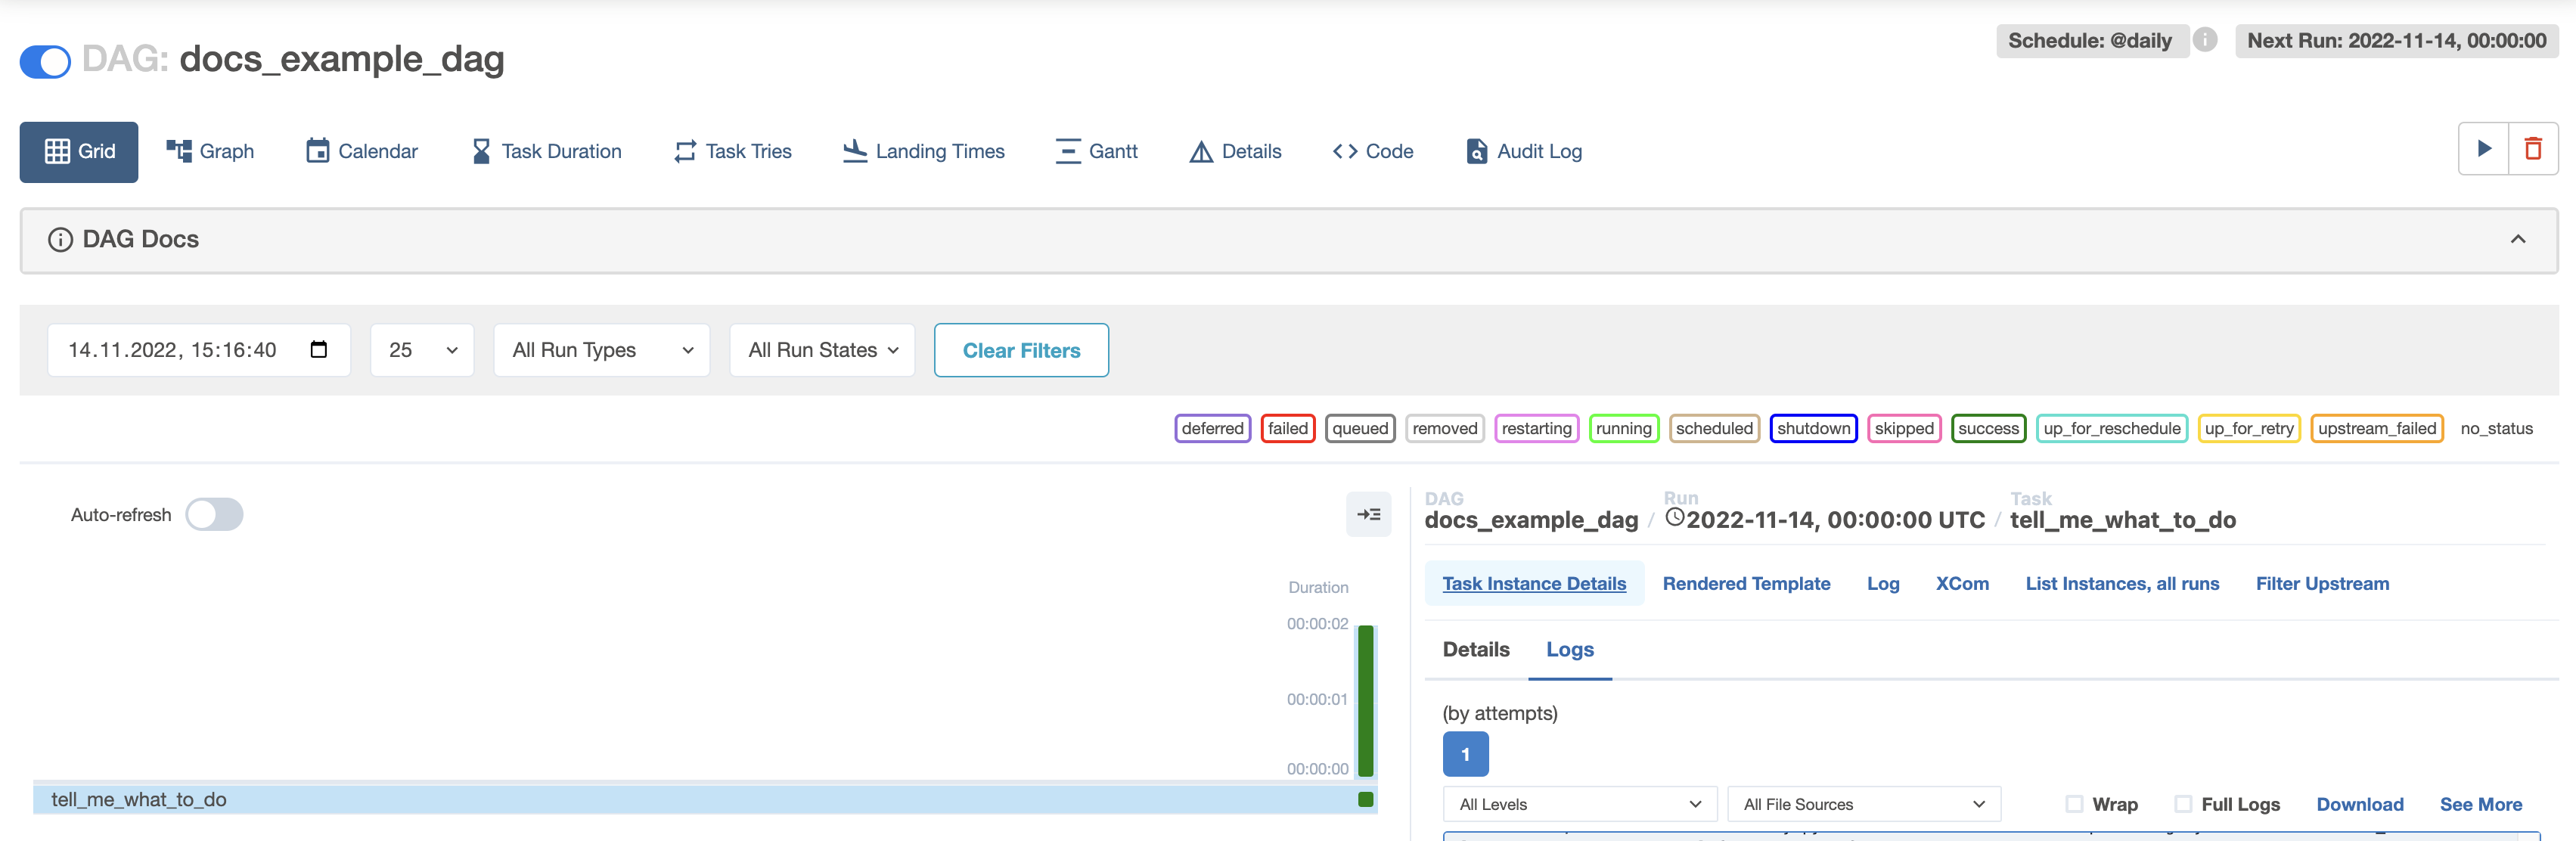 DAG: docs_example_dag
Schedule: @daily
Next Run: 2022-11-14, 00:00:00
Grid
Graph
Calendar
Task Duration
Task Tries
Landing Times
Gantt
Details
Code
Audit Log
DAG Docs
14.11.2022, 15:16:40
25
All Run Types
All Run States
Clear Filters
deferred
failed
queued
removed
restarting
running
scheduled
shutdown
skipped
success
up_for_reschedule
up_for_retry
upstream_failed
no_status
Auto-refresh
Duration
00:00:02
00:00:01
00:00:00
tell_me_what_to_do
DAG
docs_example_dag
/
Run
2022-11-14, 00:00:00 UTC
/
Task
tell_me_what_to_do
Task Instance Details
Rendered Template
Log
XCom
List Instances, all runs
Filter Upstream
Details
Logs
(by attempts)
1
All Levels
All File Sources
Wrap
Full Logs
Download
See More